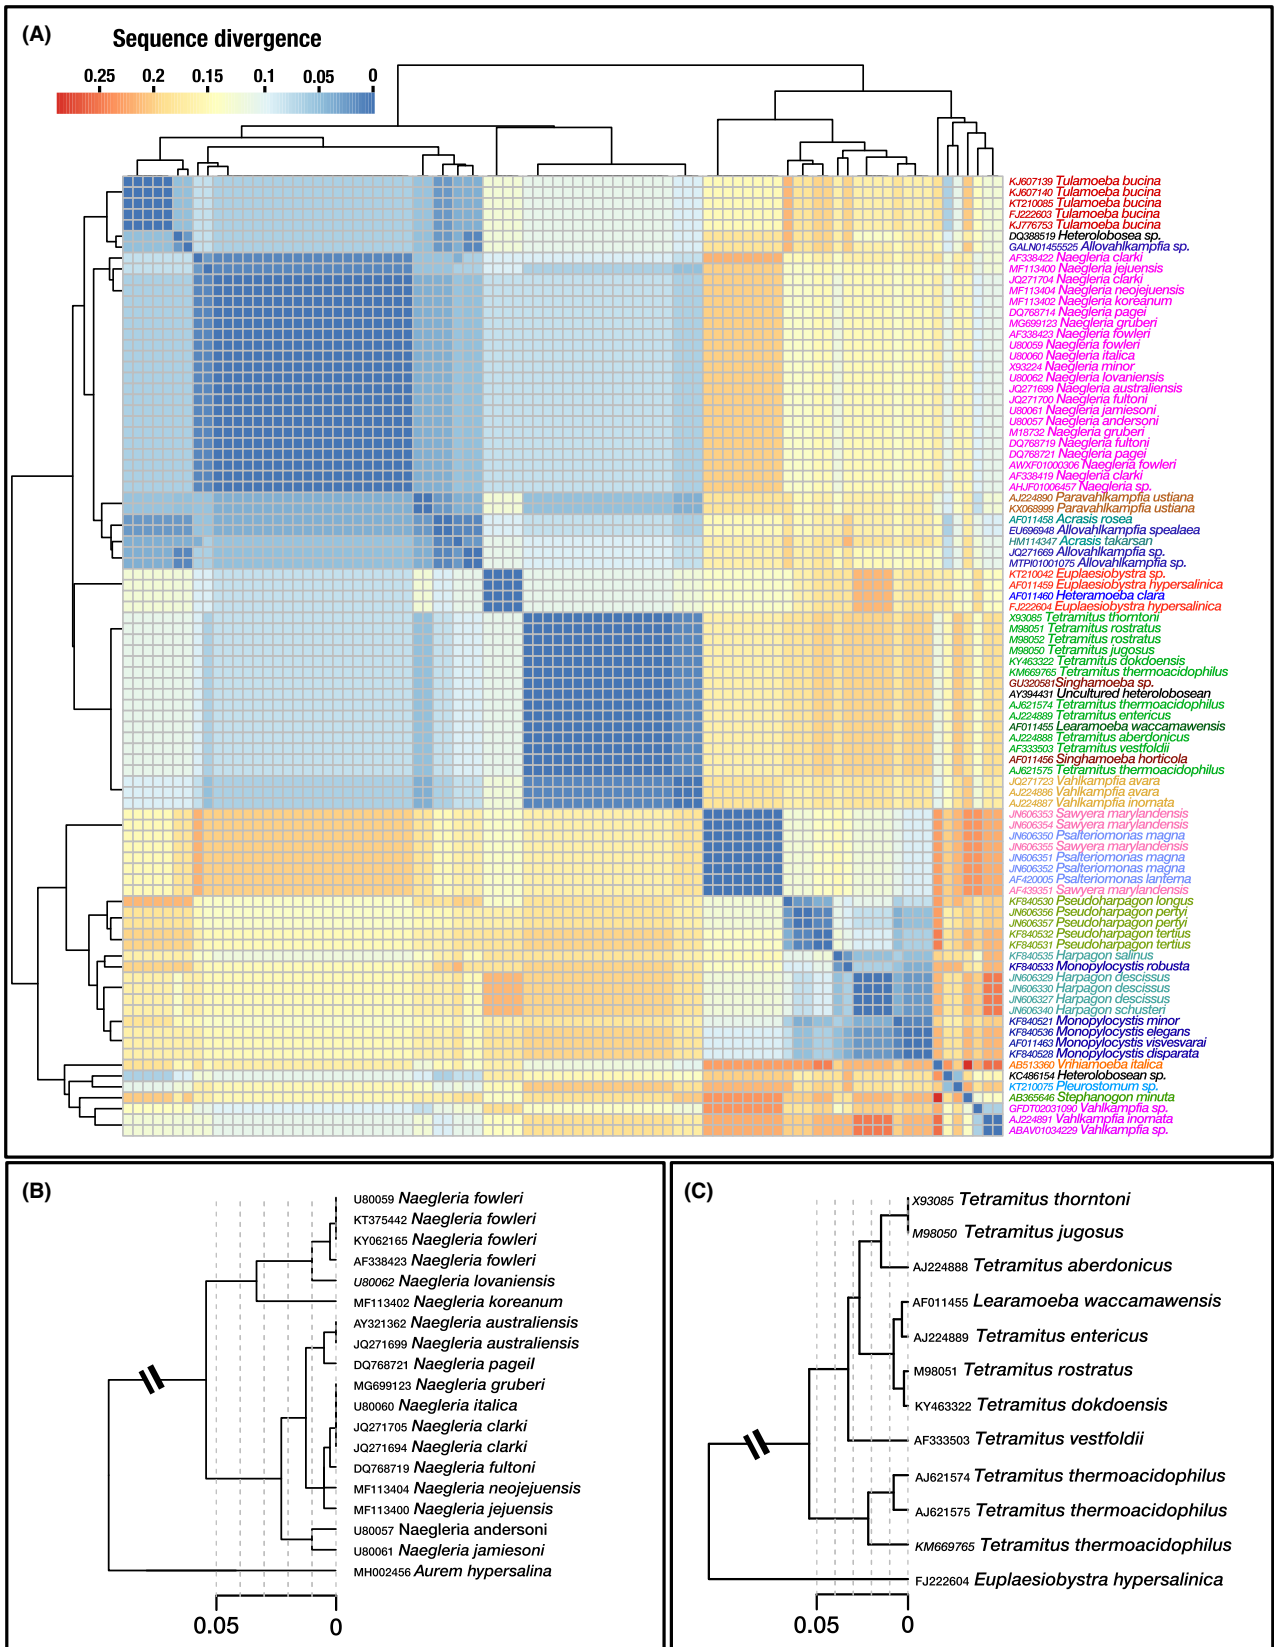 (A)
Sequence divergence
0.25 0.2 0.15 0.1 0.05 0
KJ607139 Tulamoeba bucina
KJ607140 Tulamoeba bucina
KT210085 Tulamoeba bucina
FJ222603 Tulamoeba bucina
KJ776753 Tulamoeba bucina
DQ388519 Heterolobosea sp.
GALN01455525 Allovahlkampfia sp.
AF338422 Naegleria clarki
MF113400 Naegleria jejuensis
JQ271704 Naegleria clarki
MF113404 Naegleria neojejuensis
MF113402 Naegleria koreanum
DQ768714 Naegleria pagei
MG699123 Naegleria gruberi
AF338423 Naegleria fowleri
U80059 Naegleria fowleri
U80060 Naegleria italica
X93224 Naegleria minor
U80062 Naegleria lovaniensis
JQ271699 Naegleria australiensis
JQ271700 Naegleria fultoni
U80061 Naegleria jamiesoni
U80057 Naegleria andersoni
M18732 Naegleria gruberi
DQ768719 Naegleria fultoni
DQ768721 Naegleria pagei
AWXF01000306 Naegleria fowleri
AF338419 Naegleria clarki
AHJF01006457 Naegleria sp.
AJ224890 Paravahlkampfia ustiana
KX068999 Paravahlkampfia ustiana
AF011458 Acrasis rosea
EU696948 Allovahlkampfia spealaea
HM114347 Acrasis takarsan
JQ271669 Allovahlkampfia sp.
MTPI01001075 Allovahlkampfia sp.
KT210042 Euplaesiobystra sp.
AF011459 Euplaesiobystra hypersalinica
AF011460 Heteramoeba clara
FJ222604 Euplaesiobystra hypersalinica
X93085 Tetramitus thorntoni
M98051 Tetramitus rostratus
M98052 Tetramitus rostratus
M98050 Tetramitus jugosus
KY463322 Tetramitus dokdoensis
KM669765 Tetramitus thermoacidophilus
GU320581Singhamoeba sp.
AY394431 Uncultured heterolobosean
AJ621574 Tetramitus thermoacidophilus
AJ224889 Tetramitus entericus
AF011455 Learamoeba waccamawensis
AJ224888 Tetramitus aberdonicus
AF333503 Tetramitus vestfoldii
AF011456 Singhamoeba horticola
AJ621575 Tetramitus thermoacidophilus
JQ271723 Vahlkampfia avara
AJ224886 Vahlkampfia avara
AJ224887 Vahlkampfia inornata
JN606353 Sawyera marylandensis
JN606354 Sawyera marylandensis
JN606350 Psalteriomonas magna
JN606355 Sawyera marylandensis
JN606351 Psalteriomonas magna
JN606352 Psalteriomonas magna
AF420005 Psalteriomonas lanterna
AF439351 Sawyera marylandensis
KF840530 Pseudoharpagon longus
JN606356 Pseudoharpagon pertyi
JN606357 Pseudoharpagon pertyi
KF840532 Pseudoharpagon tertius
KF840531 Pseudoharpagon tertius
KF840535 Harpagon salinus
KF840533 Monopylocystis robusta
JN606329 Harpagon descissus
JN606330 Harpagon descissus
JN606327 Harpagon descissus
JN606340 Harpagon schusteri
KF840521 Monopylocystis minor
KF840536 Monopylocystis elegans
AF011463 Monopylocystis visvesvarai
KF840528 Monopylocystis disparata
AB513360 Vrihiamoeba italica
KC486154 Heterolobosean sp.
KT210075 Pleurostomum sp.
AB365646 Stephanogon minuta
GFDT02031090 Vahlkampfia sp.
AJ224891 Vahlkampfia inornata
ABAV01034229 Vahlkampfia sp.
(B)
U80059 Naegleria fowleri
KT375442 Naegleria fowleri
KY062165 Naegleria fowleri
AF338423 Naegleria fowleri
U80062 Naegleria lovaniensis
MF113402 Naegleria koreanum
AY321362 Naegleria australiensis
JQ271699 Naegleria australiensis
DQ768721 Naegleria pageil
MG699123 Naegleria gruberi
U80060 Naegleria italica
JQ271705 Naegleria clarki
JQ271694 Naegleria clarki
DQ768719 Naegleria fultoni
MF113404 Naegleria neojejuensis
MF113400 Naegleria jejuensis
U80057 Naegleria andersoni
U80061 Naegleria jamiesoni
MH002456 Aurem hypersalina
0.05 0
(C)
X93085 Tetramitus thorntoni
M98050 Tetramitus jugosus
AJ224888 Tetramitus aberdonicus
AF011455 Learamoeba waccamawensis
AJ224889 Tetramitus entericus
M98051 Tetramitus rostratus
KY463322 Tetramitus dokdoensis
AF333503 Tetramitus vestfoldii
AJ621574 Tetramitus thermoacidophilus
AJ621575 Tetramitus thermoacidophilus
KM669765 Tetramitus thermoacidophilus
FJ222604 Euplaesiobystra hypersalinica
0.05 0